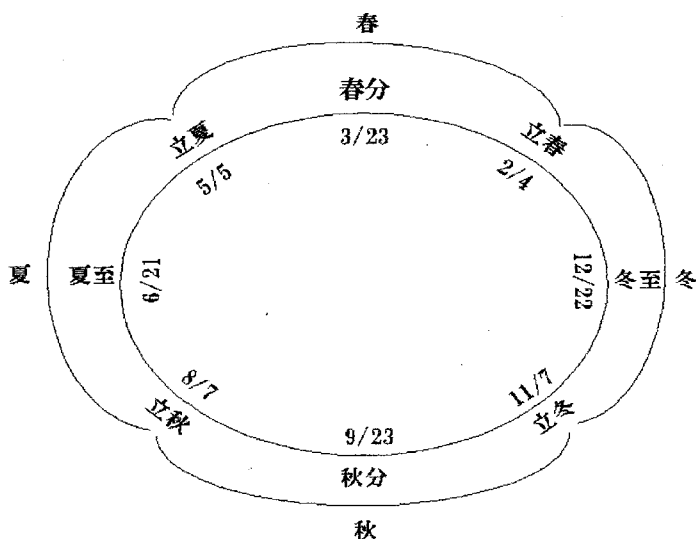 春
春分
3/23
立夏
5/5
立春
2/4
夏
夏至
6/21
12/22
冬至
冬
8/7
立秋
11/7
立冬
9/23
秋分
秋